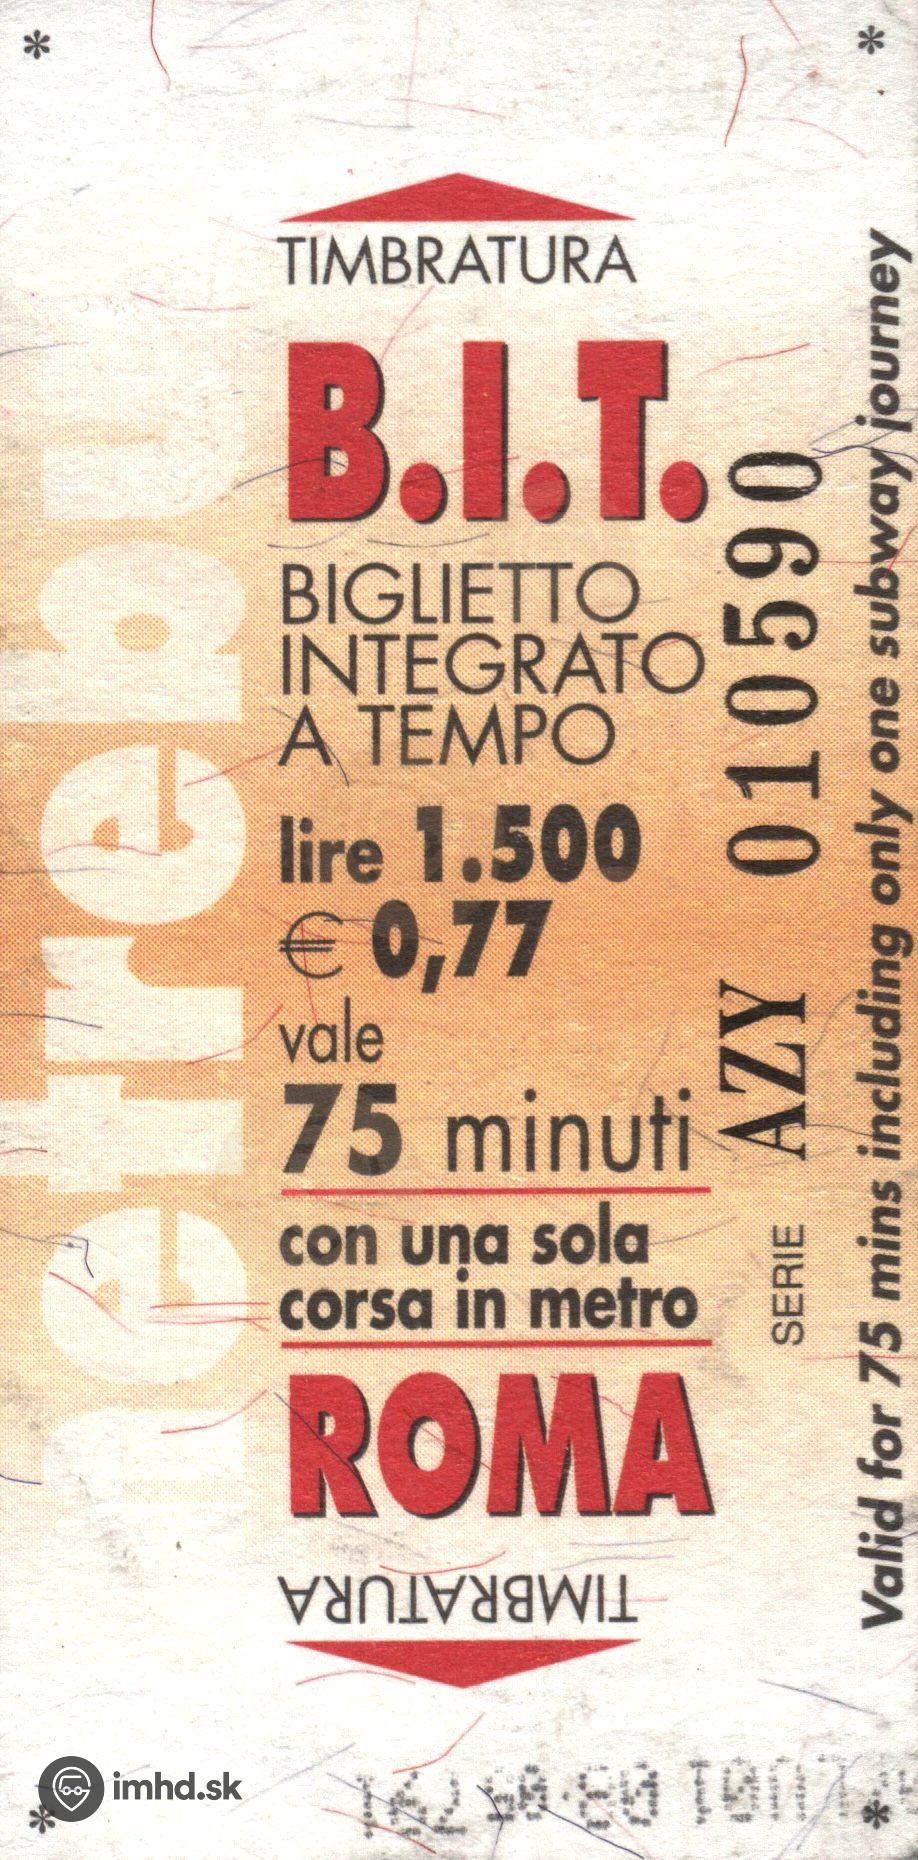 *
*
TIMBRATURA
B.I.T.
BIGLIETTO
INTEGRATO
A TEMPO
lire 1.500
€ 0,77
vale
75 minuti
con una sola
corsa in metro
ROMA
TIMBRATURA
metrebu
SERIE AZY 010590
Valid for 75 mins including only one subway journey
imhd.sk
*
*